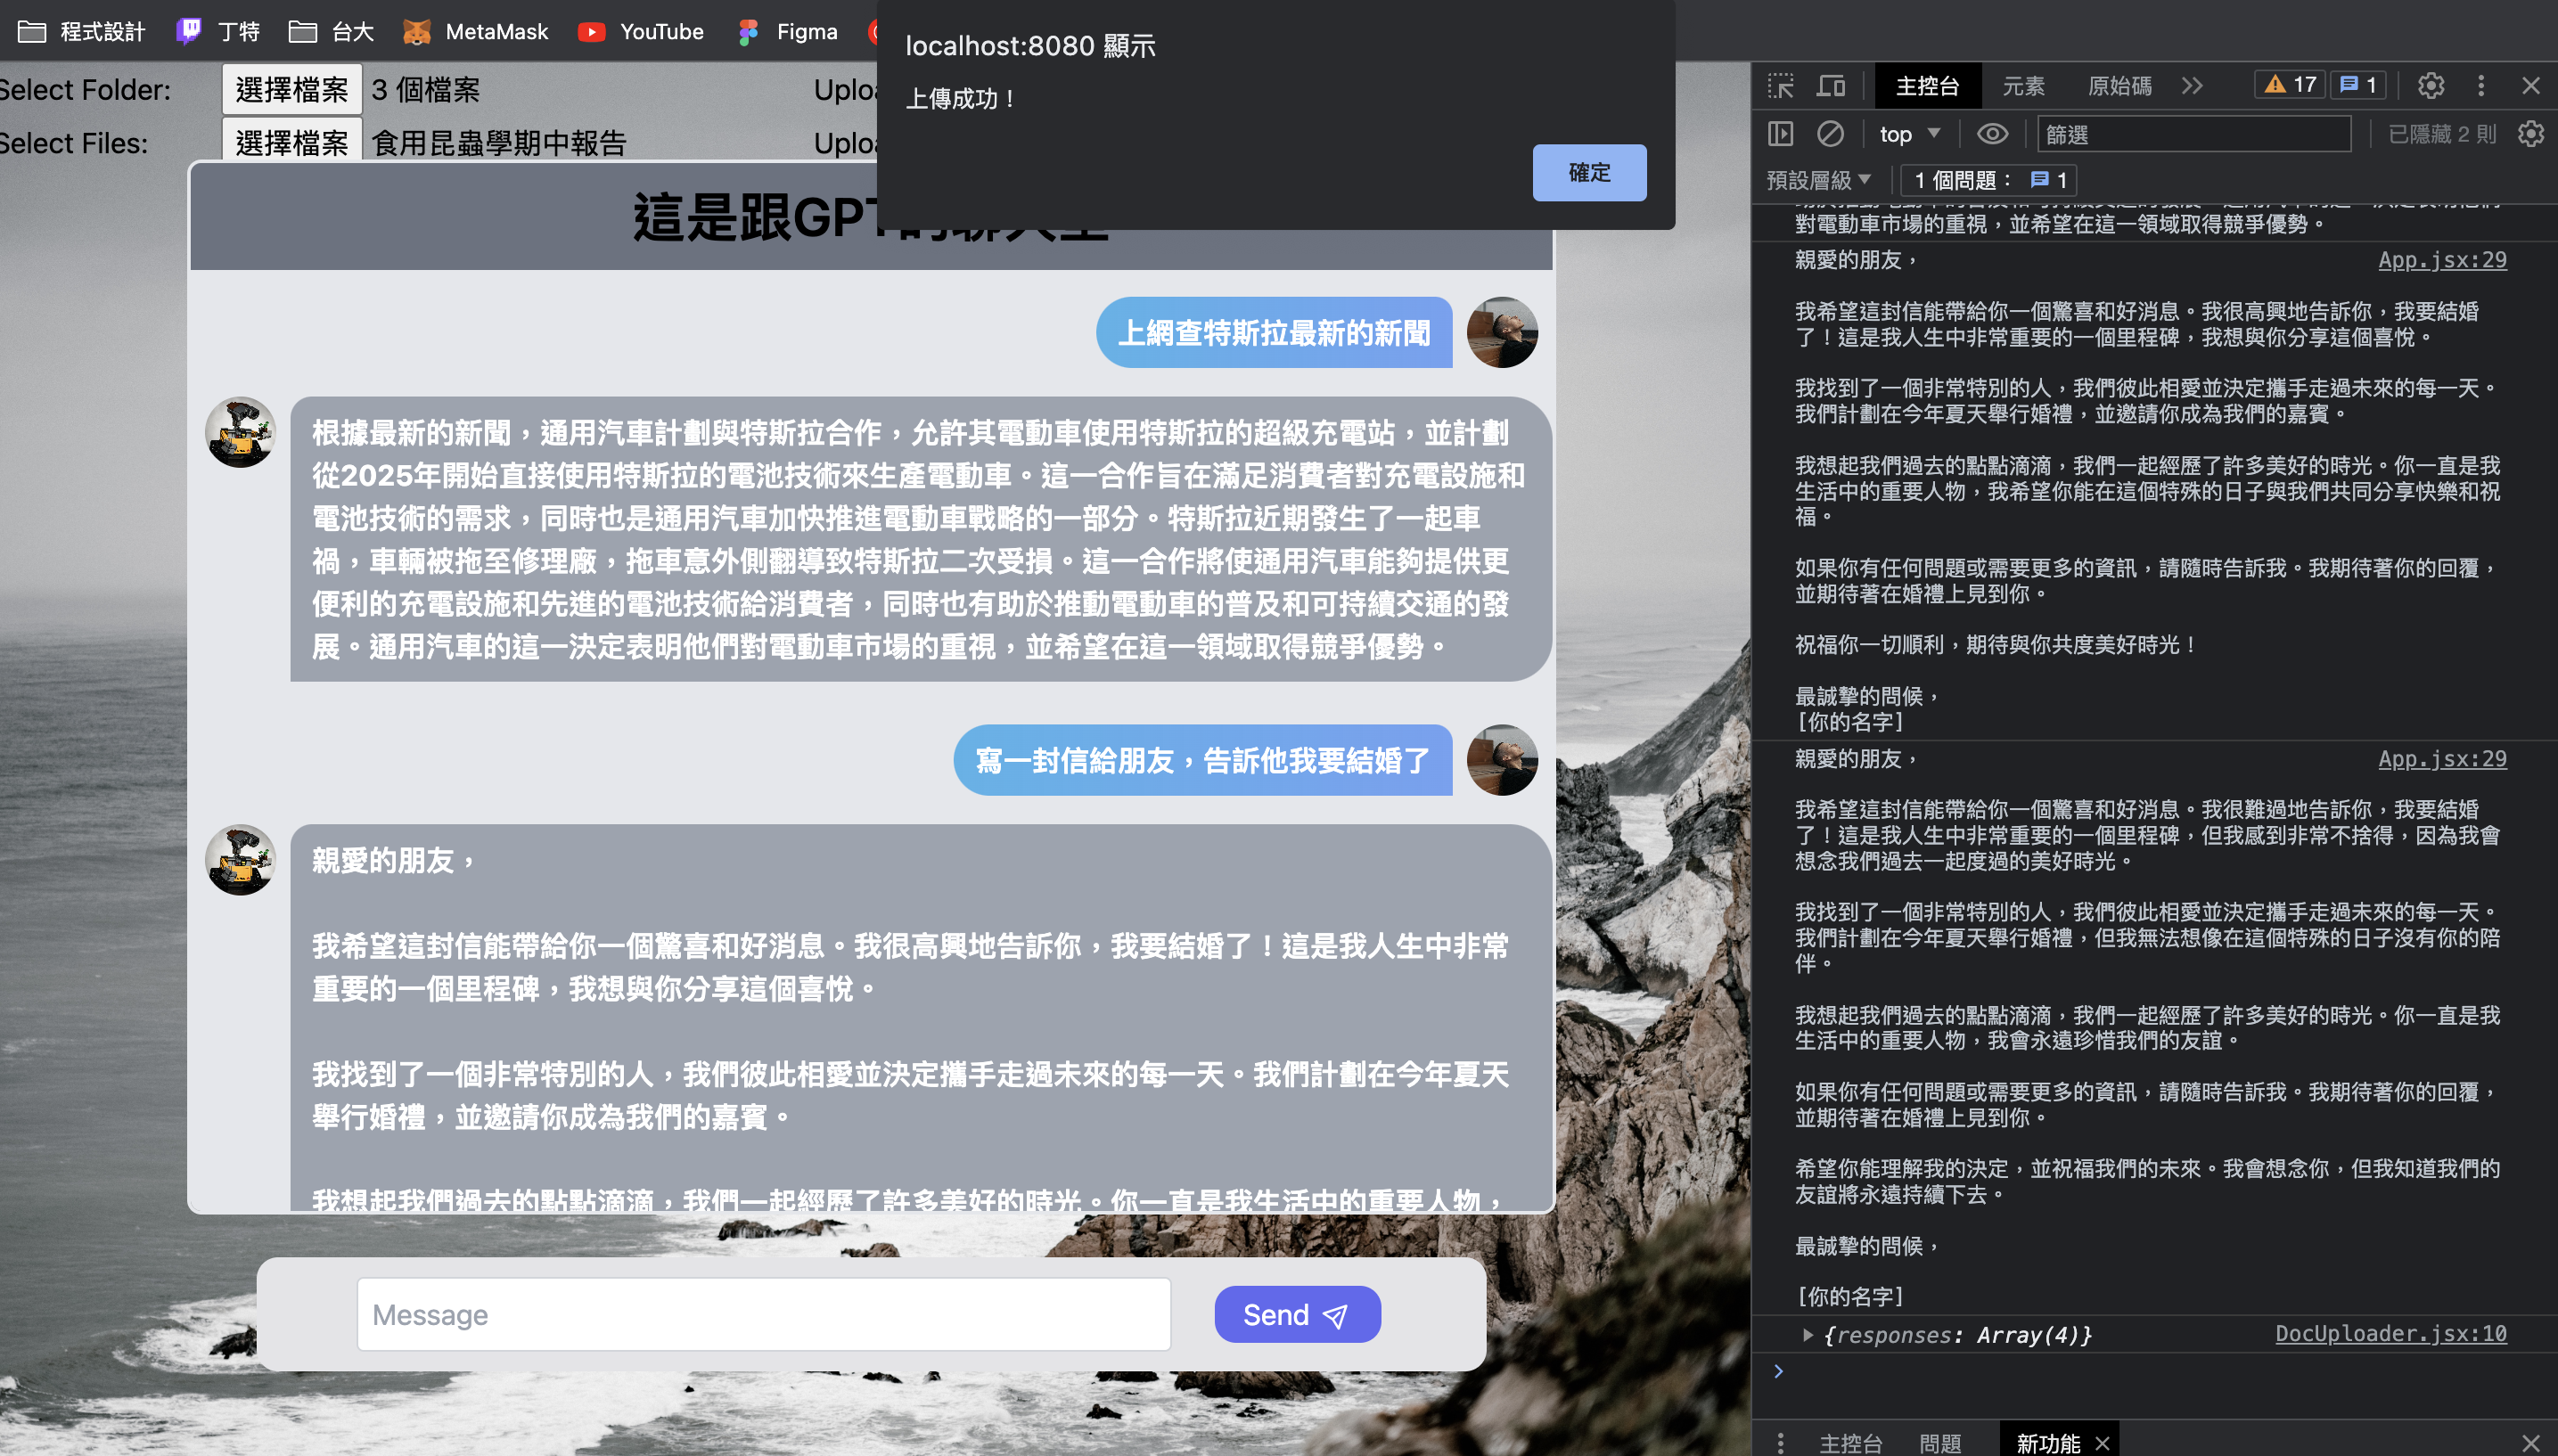 程式設計 丁特 台大 MetaMask YouTube Figma
localhost:8080 顯示
上傳成功！
確定
Select Folder: 選擇檔案 3 個檔案
Select Files: 選擇檔案 食用昆蟲學期中報告
這是跟GPT
上網查特斯拉最新的新聞
根據最新的新聞，通用汽車計劃與特斯拉合作，允許其電動車使用特斯拉的超級充電站，並計劃
從2025年開始直接使用特斯拉的電池技術來生產電動車。這一合作旨在滿足消費者對充電設施和
電池技術的需求，同時也是通用汽車加快推進電動車戰略的一部分。特斯拉近期發生了一起車
禍，車輛被拖至修理廠，拖車意外側翻導致特斯拉二次受損。這一合作將使通用汽車能夠提供更
便利的充電設施和先進的電池技術給消費者，同時也有助於推動電動車的普及和可持續交通的發
展。通用汽車的這一決定表明他們對電動車市場的重視，並希望在這一領域取得競爭優勢。
寫一封信給朋友，告訴他我要結婚了
親愛的朋友，
我希望這封信能帶給你一個驚喜和好消息。我很高興地告訴你，我要結婚了！這是我人生中非常
重要的一個里程碑，我想與你分享這個喜悅。
我找到了一個非常特別的人，我們彼此相愛並決定攜手走過未來的每一天。我們計劃在今年夏天
舉行婚禮，並邀請你成為我們的嘉賓。
我想起我們過去的點點滴滴，我們一起經歷了許多美好的時光。你一直是我生活中的重要人物，
Message
Send
主控台 元素 原始碼 17 1
top 篩選 已隱藏 2 則
預設層級 1 個問題： 1
對電動車市場的重視，並希望在這一領域取得競爭優勢。
親愛的朋友， App.jsx:29
我希望這封信能帶給你一個驚喜和好消息。我很高興地告訴你，我要結婚
了！這是我人生中非常重要的一個里程碑，我想與你分享這個喜悅。
我找到了一個非常特別的人，我們彼此相愛並決定攜手走過未來的每一天。
我們計劃在今年夏天舉行婚禮，並邀請你成為我們的嘉賓。
我想起我們過去的點點滴滴，我們一起經歷了許多美好的時光。你一直是我
生活中的重要人物，我希望你能在這個特殊的日子與我們共同分享快樂和祝
福。
如果你有任何問題或需要更多的資訊，請隨時告訴我。我期待著你的回覆，
並期待著在婚禮上見到你。
祝福你一切順利，期待與你共度美好時光！
最誠摯的問候，
[你的名字]
親愛的朋友， App.jsx:29
我希望這封信能帶給你一個驚喜和好消息。我很難過地告訴你，我要結婚
了！這是我人生中非常重要的一個里程碑，但我感到非常不捨得，因為我會
想念我們過去一起度過的美好時光。
我找到了一個非常特別的人，我們彼此相愛並決定攜手走過未來的每一天。
我們計劃在今年夏天舉行婚禮，但我無法想像在這個特殊的日子沒有你的陪
伴。
我想起我們過去的點點滴滴，我們一起經歷了許多美好的時光。你一直是我
生活中的重要人物，我會永遠珍惜我們的友誼。
如果你有任何問題或需要更多的資訊，請隨時告訴我。我期待著你的回覆，
並期待著在婚禮上見到你。
希望你能理解我的決定，並祝福我們的未來。我會想念你，但我知道我們的
友誼將永遠持續下去。
最誠摯的問候，
[你的名字]
{responses: Array(4)} DocUploader.jsx:10
主控台 問題 新功能